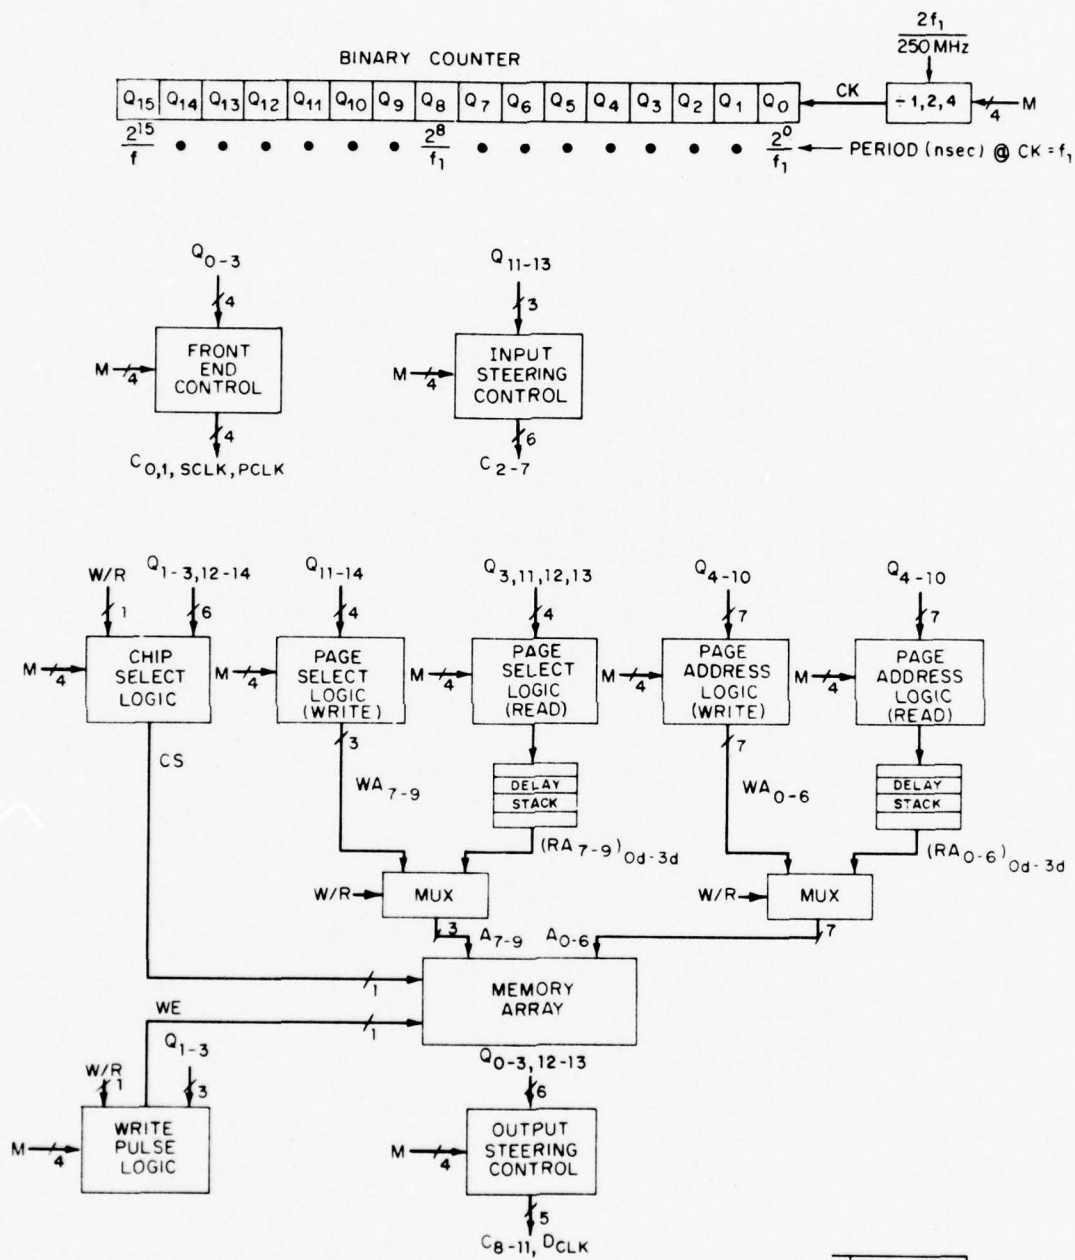 2f₁
250 MHz
BINARY COUNTER
Q₁₅ Q₁₄ Q₁₃ Q₁₂ Q₁₁ Q₁₀ Q₉ Q₈ Q₇ Q₆ Q₅ Q₄ Q₃ Q₂ Q₁ Q₀
CK
÷ 1, 2, 4
4
M
2¹⁵
f
• • • • • •
2⁸
f₁
• • • • • • •
2⁰
f₁
PERIOD (nsec) @ CK = f₁
Q₀₋₃
4
M
4
FRONT
END
CONTROL
4
C₀,₁, SCLK, PCLK
Q₁₁₋₁₃
3
M
4
INPUT
STEERING
CONTROL
6
C₂₋₇
W/R
1
Q₁₋₃,₁₂₋₁₄
6
M
4
CHIP
SELECT
LOGIC
CS
Q₁₁₋₁₄
4
M
4
PAGE
SELECT
LOGIC
(WRITE)
3
WA₇₋₉
Q₃,₁₁,₁₂,₁₃
4
M
4
PAGE
SELECT
LOGIC
(READ)
DELAY
STACK
(RA₇₋₉)₀d₋₃d
Q₄₋₁₀
7
M
4
PAGE
ADDRESS
LOGIC
(WRITE)
7
WA₀₋₆
Q₄₋₁₀
7
M
4
PAGE
ADDRESS
LOGIC
(READ)
DELAY
STACK
(RA₀₋₆)₀d₋₃d
W/R
MUX
3
A₇₋₉
W/R
MUX
7
A₀₋₆
1
MEMORY
ARRAY
WE
1
W/R
1
Q₁₋₃
3
M
4
WRITE
PULSE
LOGIC
Q₀₋₃,₁₂₋₁₃
6
M
4
OUTPUT
STEERING
CONTROL
5
C₈₋₁₁, DCLK